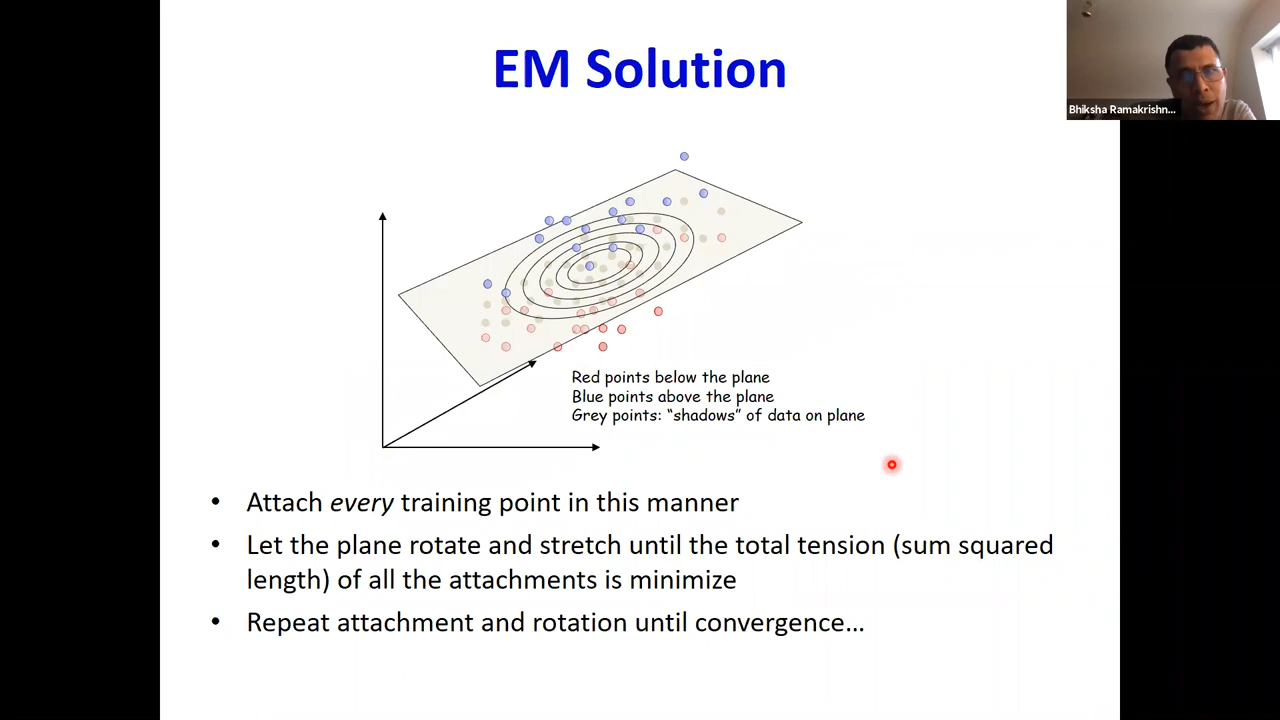 EM Solution
Bhiksha Ramakrishn...
Red points below the plane
Blue points above the plane
Grey points: “shadows” of data on plane
• Attach every training point in this manner
• Let the plane rotate and stretch until the total tension (sum squared
length) of all the attachments is minimize
• Repeat attachment and rotation until convergence…